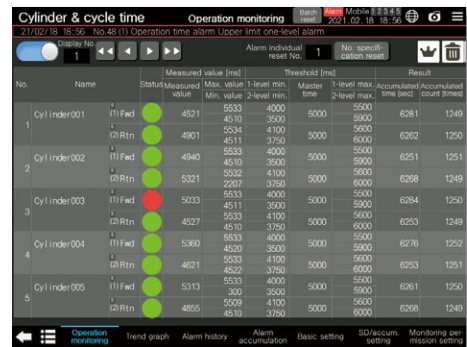 Cylinder & cycle time Operation monitoring Batch reset Alarm Mobile 1 2 3 4 5 2021.02.18 18:56
21/02/18 18:56 No.48 (1) Operation time alarm Upper limit one-level alarm
Display No. 1 Alarm individual reset No. 1 No. specification reset
Measured value [ms] Threshold [ms] Result
No. Name Status Measured value Max. value Min. value 1-level min. 2-level min. Master time 1-level max. 2-level max. Accumulated time [sec] Accumulated count [times]
1 Cylinder001 (1) Fwd 4521 5533 4510 4000 3500 5000 5500 5900 6281 1249
(2) Rtn 4901 5534 4511 4100 3750 5000 5600 6000 6262 1250
2 Cylinder002 (1) Fwd 4940 5533 4510 4000 3500 5000 5500 5900 6251 1251
(2) Rtn 5321 5532 2207 4100 3750 5000 5600 6000 6268 1249
3 Cylinder003 (1) Fwd 5033 5533 4511 4000 3500 5000 5500 5900 6284 1250
(2) Rtn 4527 5533 4510 4100 3750 5000 5600 6000 6253 1249
4 Cylinder004 (1) Fwd 5360 5533 4520 4000 3500 5000 5500 5900 6276 1252
(2) Rtn 4621 5533 4522 4100 3750 5000 5600 6000 6253 1251
5 Cylinder005 (1) Fwd 5313 5533 300 4000 3500 5000 5500 5900 6261 1250
(2) Rtn 4855 5509 4510 4100 3750 5000 5600 6000 6268 1249
Operation monitoring Trend graph Alarm history Alarm accumulation Basic setting SD/accum. setting Monitoring permission setting